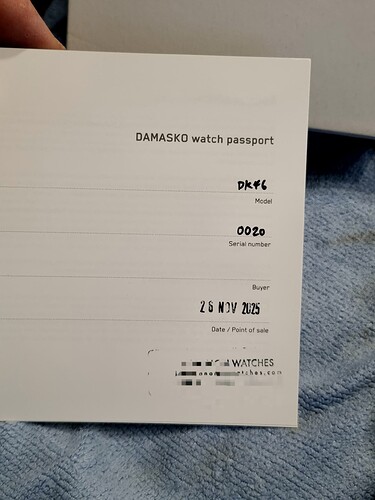 DAMASKO watch passport
DK46
Model
0020
Serial number
Buyer
26 NOV 2025
Date / Point of sale
WATCHES